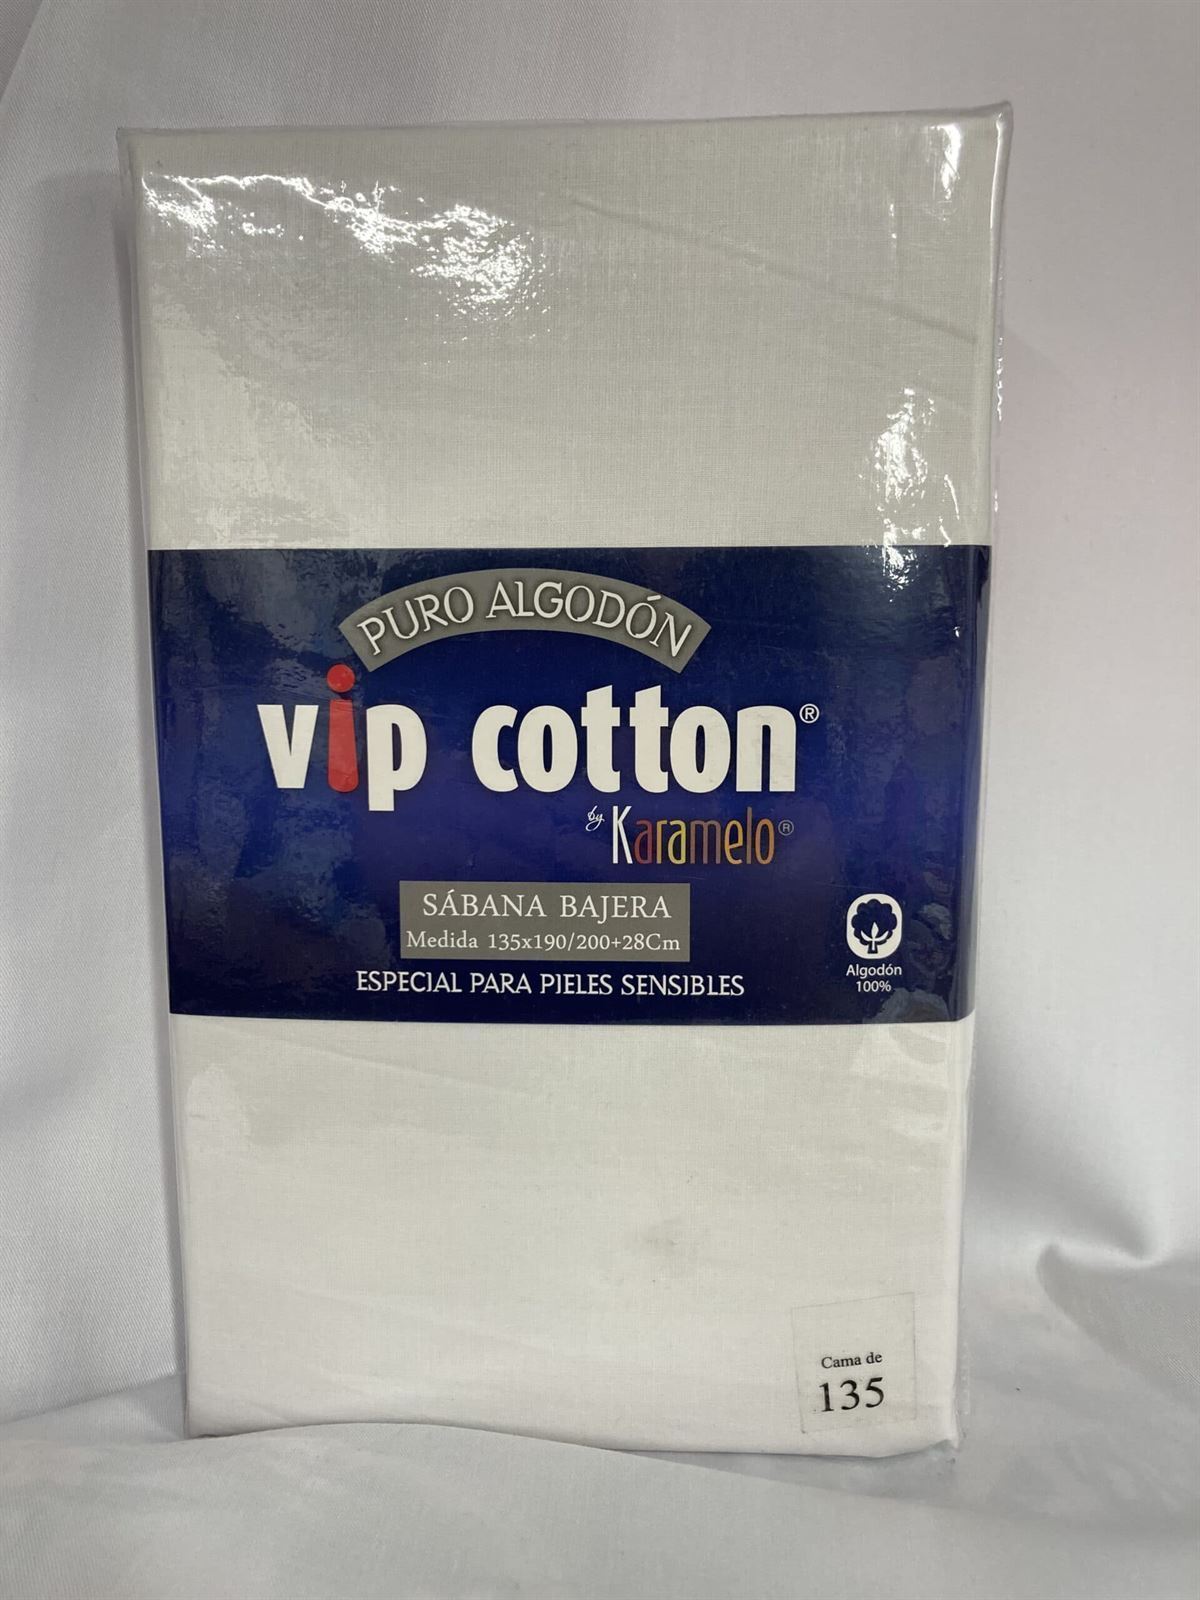 PURO ALGODÓN
vip cotton®
by Karamelo®
SÁBANA BAJERA
Medida 135x190/200+28Cm
ESPECIAL PARA PIELES SENSIBLES
Algodón
100%
Cama de
135